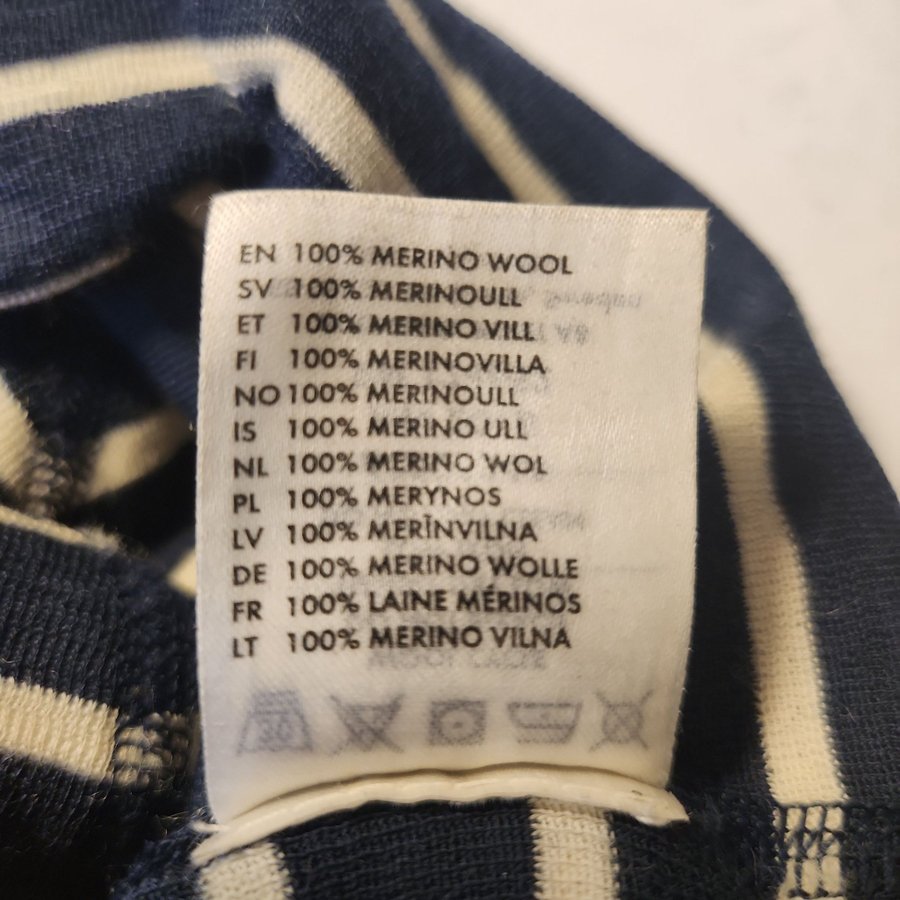 EN 100% MERINO WOOL
SV 100% MERINOULL
ET 100% MERINO VILL
FI 100% MERINOVILLA
NO 100% MERINOULL
IS 100% MERINO ULL
NL 100% MERINO WOL
PL 100% MERYNOS
LV 100% MERĪNVILNA
DE 100% MERINO WOLLE
FR 100% LAINE MÉRINOS
LT 100% MERINO VILNA
30